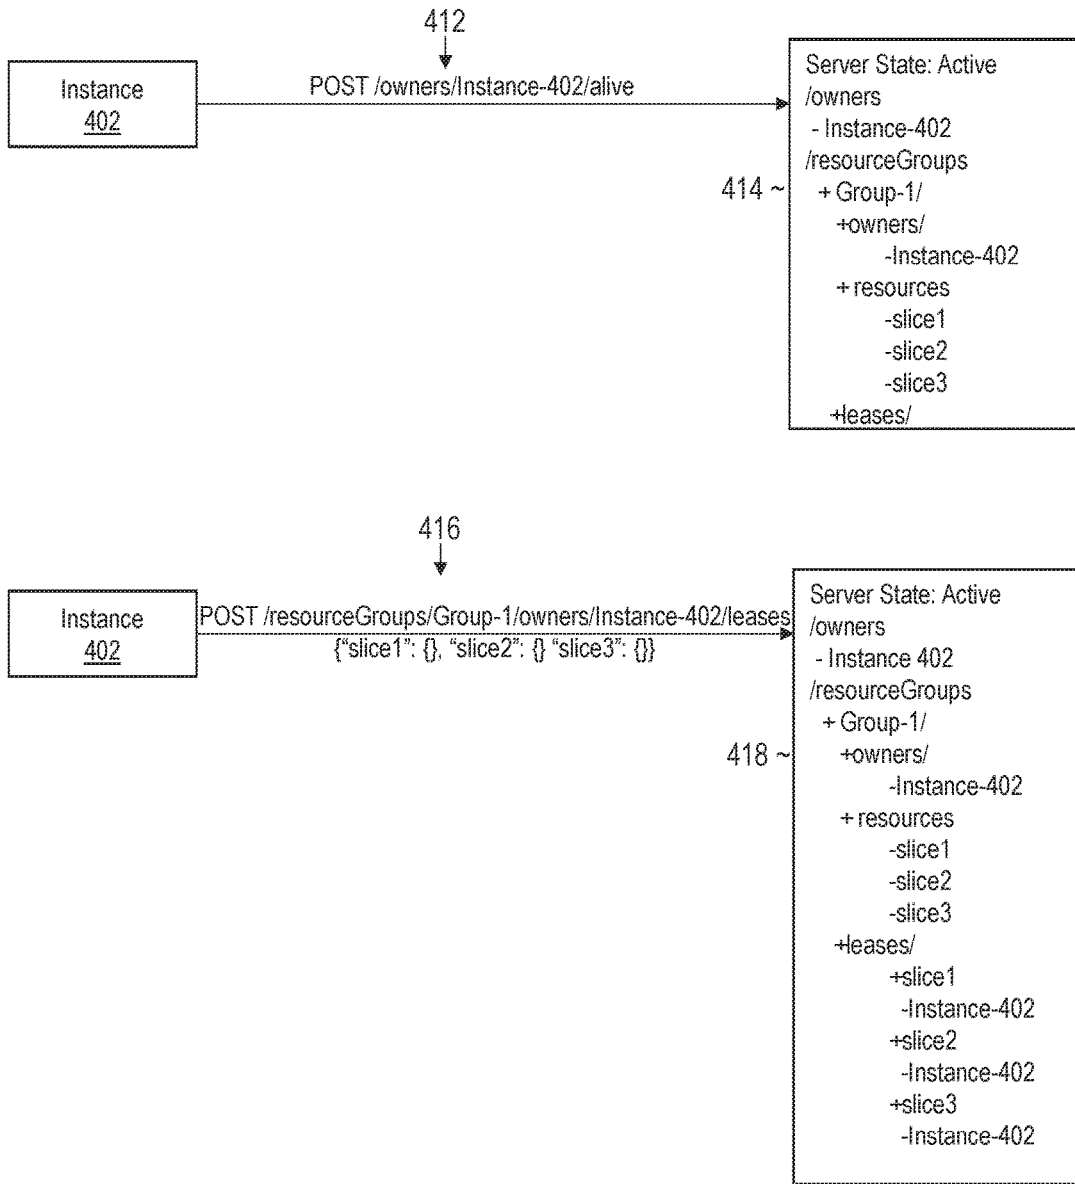 412
Instance
402
POST /owners/Instance-402/alive
414 ~
Server State: Active
/owners
- Instance-402
/resourceGroups
+ Group-1/
+owners/
-Instance-402
+ resources
-slice1
-slice2
-slice3
+leases/
416
Instance
402
POST /resourceGroups/Group-1/owners/Instance-402/leases
{“slice1”: {}, “slice2”: {} “slice3”: {}}
418 ~
Server State: Active
/owners
- Instance 402
/resourceGroups
+ Group-1/
+owners/
-Instance-402
+ resources
-slice1
-slice2
-slice3
+leases/
+slice1
-Instance-402
+slice2
-Instance-402
+slice3
-Instance-402